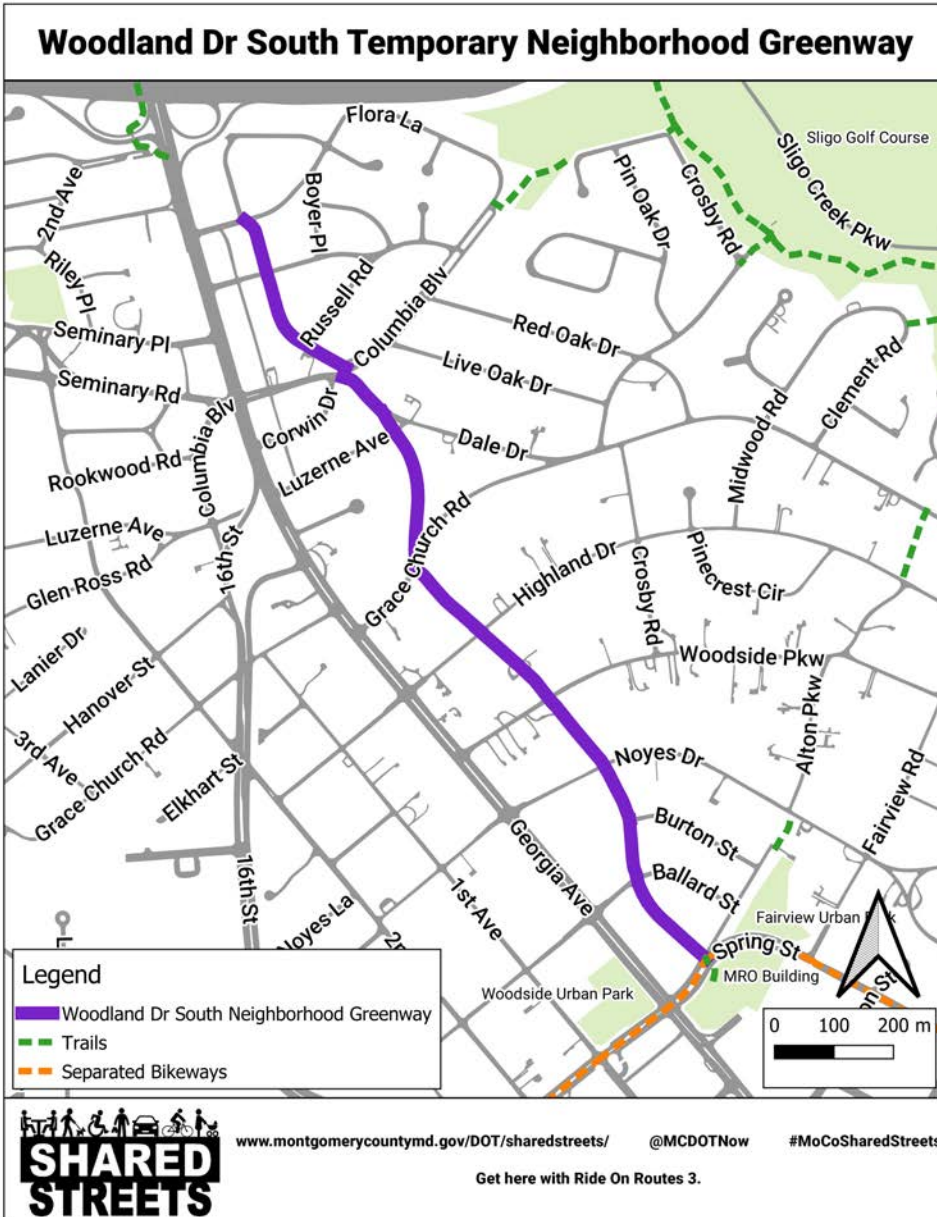 Woodland Dr South Temporary Neighborhood Greenway
Flora La
Sligo Golf Course
2nd Ave
Boyer Pl
Pin Oak Dr
Crosby Rd
Sligo Creek Pkw
Riley Pl
Russell Rd
Columbia Blv
Seminary Pl
Red Oak Dr
Live Oak Dr
Clement Rd
Seminary Rd
Columbia Blv
Corwin Dr
Dale Dr
Midwood Rd
Rookwood Rd
Luzerne Ave
Luzerne Ave
Grace Church Rd
Glen Ross Rd
16th St
Highland Dr
Crosby Rd
Pinecrest Cir
Lanier Dr
Hanover St
Woodside Pkw
3rd Ave
Grace Church Rd
Elkhart St
Noyes Dr
Alton Pkw
Fairview Rd
Georgia Ave
Burton St
16th St
1st Ave
Ballard St
Noyes La
Fairview Urban
Spring St
MRO Building
Woodside Urban Park
Legend
Woodland Dr South Neighborhood Greenway
Trails
Separated Bikeways
0 100 200 m
SHARED
STREETS
www.montgomerycountymd.gov/DOT/sharedstreets/ @MCDOTNow #MoCoSharedStreets
Get here with Ride On Routes 3.